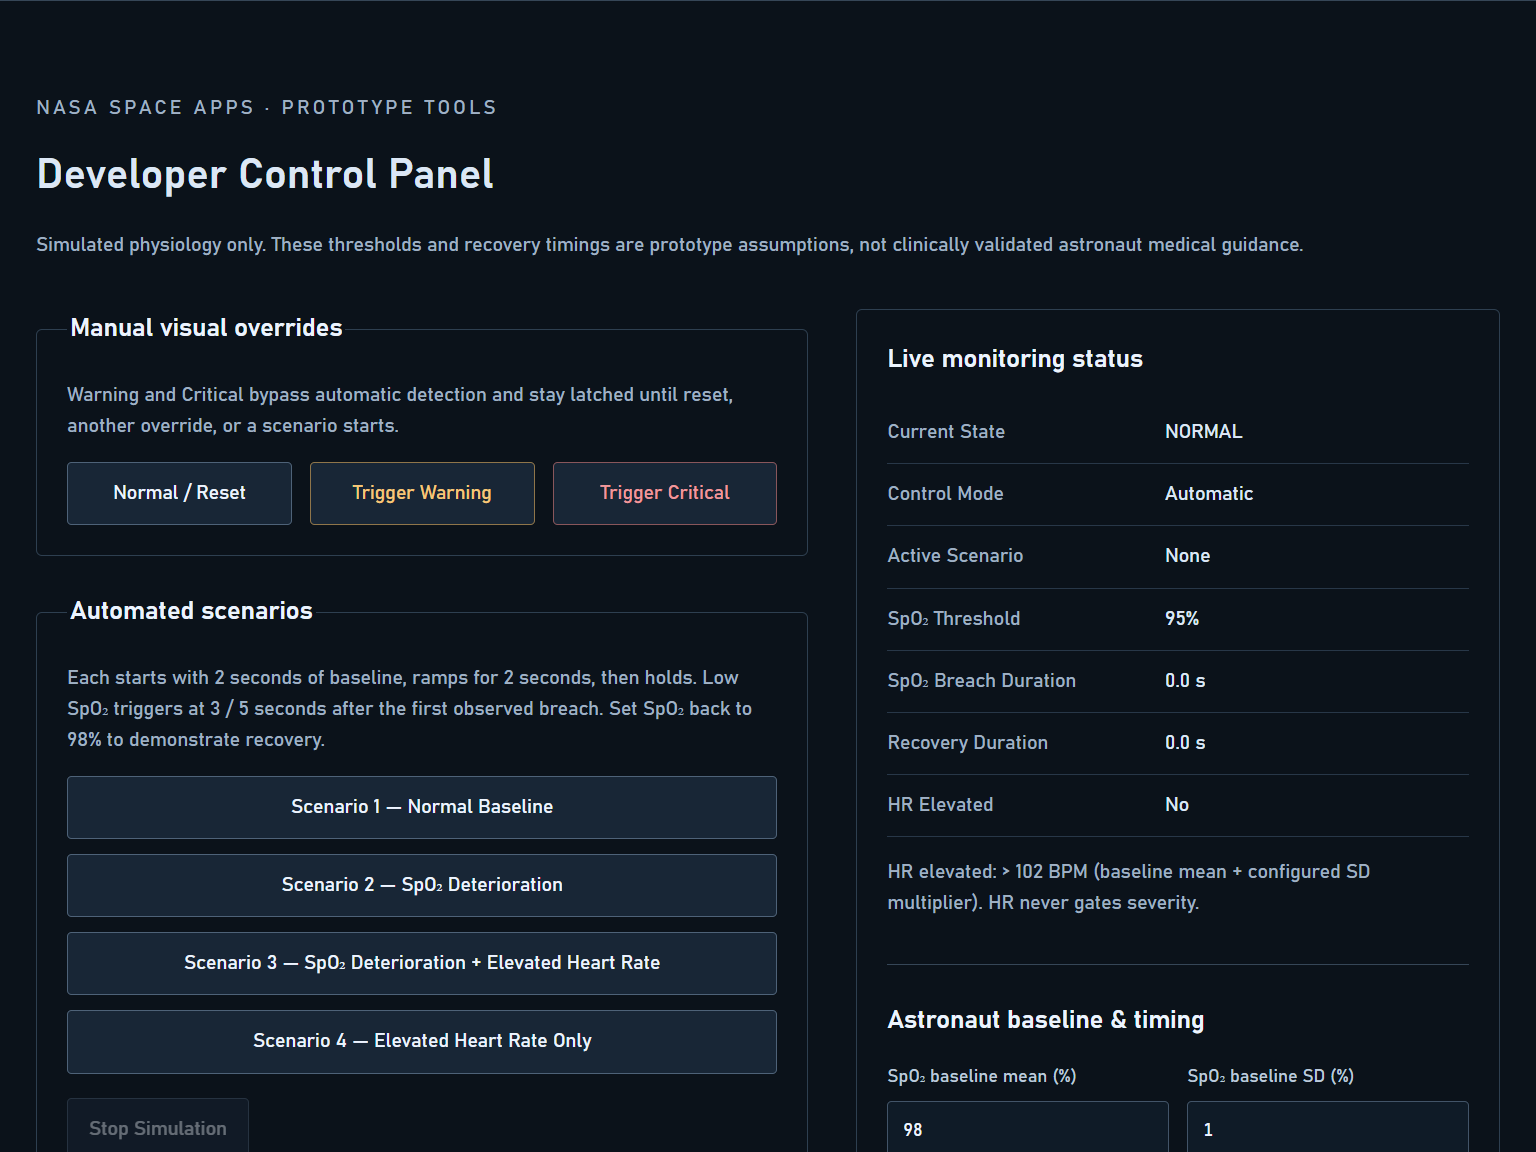 NASA SPACE APPS · PROTOTYPE TOOLS
Developer Control Panel
Simulated physiology only. These thresholds and recovery timings are prototype assumptions, not clinically validated astronaut medical guidance.
Manual visual overrides
Warning and Critical bypass automatic detection and stay latched until reset,
another override, or a scenario starts.
Normal / Reset
Trigger Warning
Trigger Critical
Automated scenarios
Each starts with 2 seconds of baseline, ramps for 2 seconds, then holds. Low
SpO₂ triggers at 3 / 5 seconds after the first observed breach. Set SpO₂ back to
98% to demonstrate recovery.
Scenario 1 — Normal Baseline
Scenario 2 — SpO₂ Deterioration
Scenario 3 — SpO₂ Deterioration + Elevated Heart Rate
Scenario 4 — Elevated Heart Rate Only
Stop Simulation
Live monitoring status
Current State NORMAL
Control Mode Automatic
Active Scenario None
SpO₂ Threshold 95%
SpO₂ Breach Duration 0.0 s
Recovery Duration 0.0 s
HR Elevated No
HR elevated: > 102 BPM (baseline mean + configured SD
multiplier). HR never gates severity.
Astronaut baseline & timing
SpO₂ baseline mean (%) SpO₂ baseline SD (%)
98 1